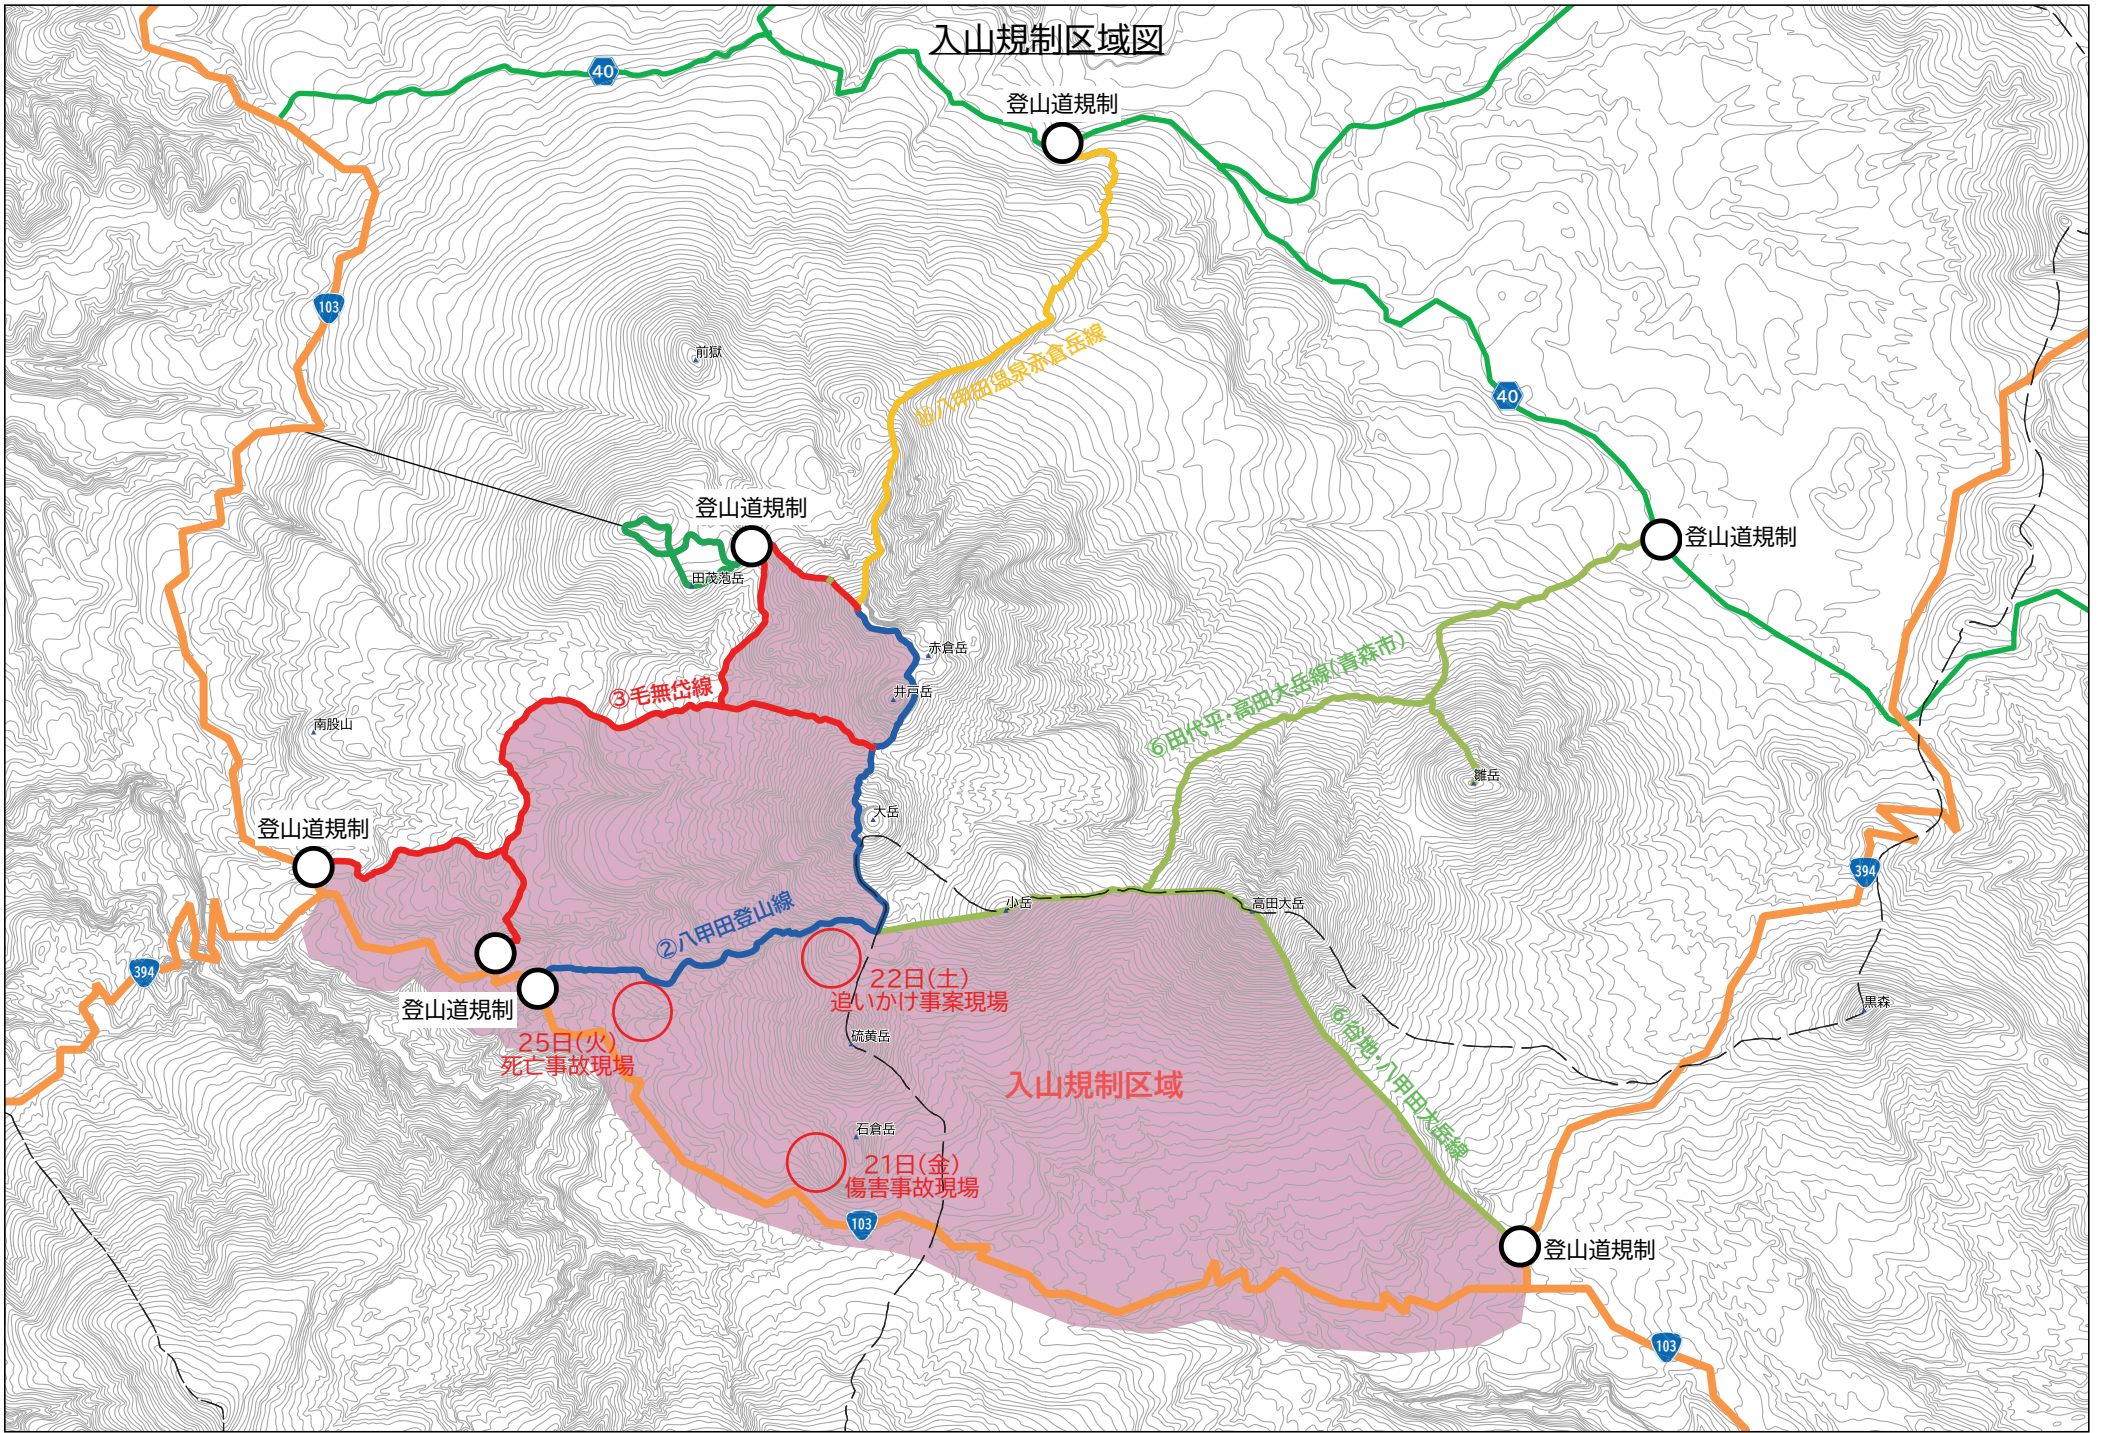 入山規制区域図
40
登山道規制
103
前獄
⑯八甲田温泉赤倉岳線
40
登山道規制
登山道規制
田茂萢岳
赤倉岳
井戸岳
③毛無岱線
⑥田代平・高田大岳線(青森市)
南股山
雛岳
大岳
登山道規制
394
小岳
高田大岳
②八甲田登山線
394
22日(土)
追いかけ事案現場
登山道規制
黒森
25日(火)
死亡事故現場
硫黄岳
⑥谷地・八甲田大岳線
入山規制区域
石倉岳
21日(金)
傷害事故現場
103
登山道規制
103